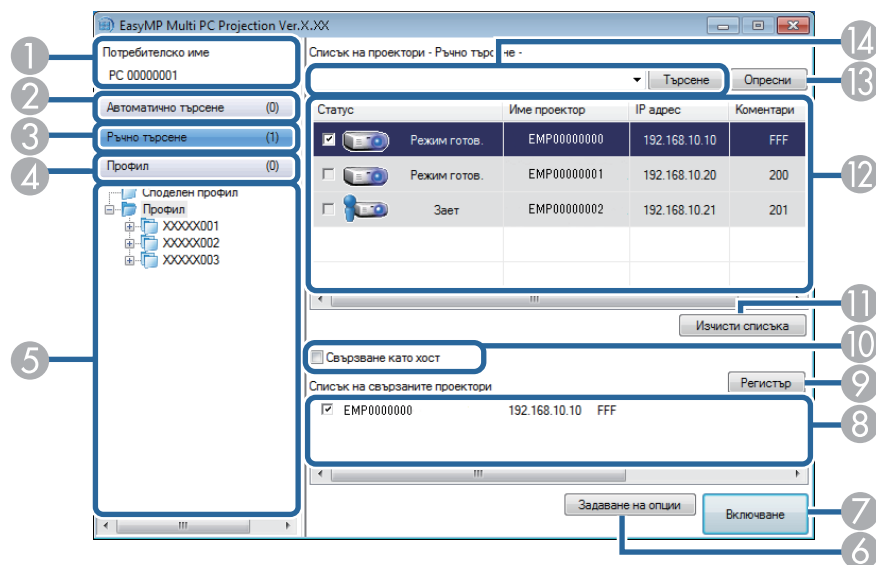 EasyMP Multi PC Projection Ver.X.XX
Потребителско име
PC 00000001
Автоматично търсене (0)
Ръчно търсене (1)
Профил (0)
Споделен профил
Профил
XXXXX001
XXXXX002
XXXXX003
Списък на проектори - Ръчно търсене -
Търсене
Опресни
Статус Име проектор IP адрес Коментари
Режим готов. EMP00000000 192.168.10.10 FFF
Режим готов. EMP00000001 192.168.10.20 200
Зает EMP00000002 192.168.10.21 201
Изчисти списъка
Свързване като хост
Списък на свързаните проектори
Регистър
EMP0000000 192.168.10.10 FFF
Задаване на опции
Включване
1
2
3
4
5
6
7
8
9
10
11
12
13
14